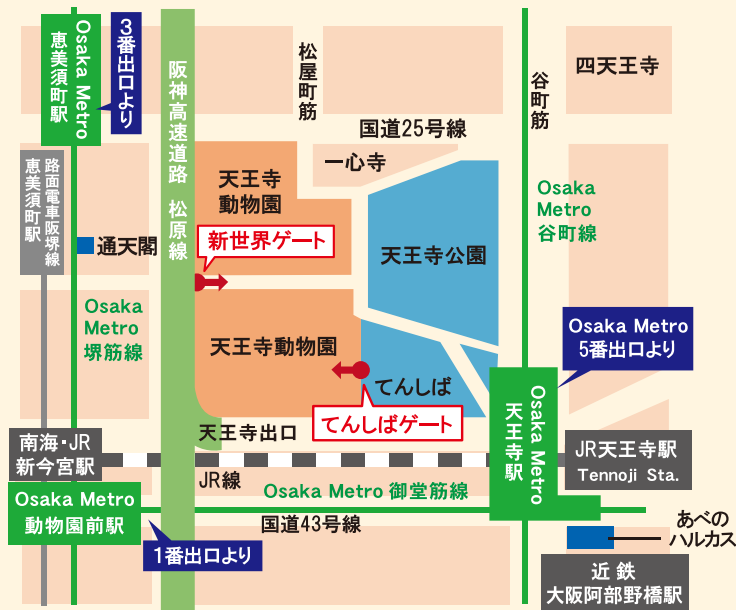 Osaka Metro
恵美須町駅
3番出口より
阪神高速道路 松原線
松屋町筋
谷町筋
四天王寺
国道25号線
一心寺
路面電車阪堺線
恵美須町駅
天王寺
動物園
Osaka
Metro
谷町線
通天閣
新世界ゲート
天王寺公園
Osaka
Metro
堺筋線
天王寺動物園
Osaka Metro
5番出口より
てんしば
てんしばゲート
Osaka Metro
天王寺駅
天王寺出口
南海・JR
新今宮駅
JR天王寺駅
Tennoji Sta.
JR線
Osaka Metro 御堂筋線
Osaka Metro
動物園前駅
国道43号線
1番出口より
あべの
ハルカス
近鉄
大阪阿部野橋駅